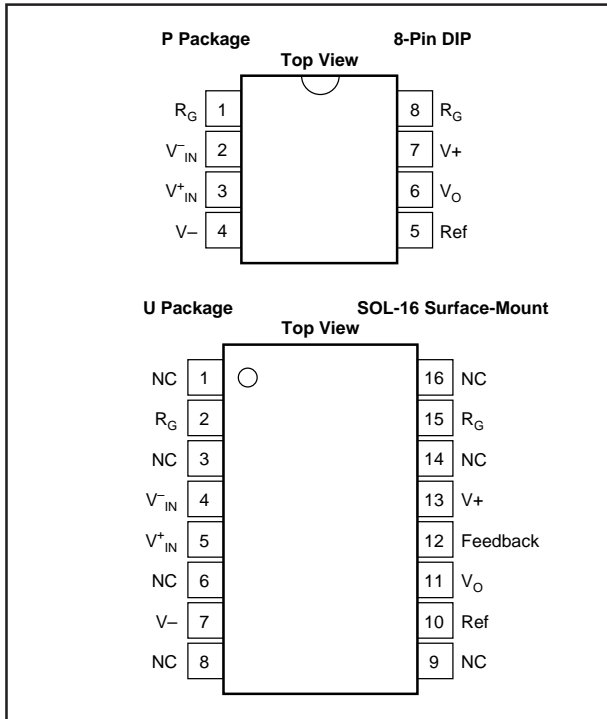 P Package 8-Pin DIP
Top View
R_G 1 8 R_G
V⁻_IN 2 7 V+
V⁺_IN 3 6 V_O
V– 4 5 Ref
U Package SOL-16 Surface-Mount
Top View
NC 1 16 NC
R_G 2 15 R_G
NC 3 14 NC
V⁻_IN 4 13 V+
V⁺_IN 5 12 Feedback
NC 6 11 V_O
V– 7 10 Ref
NC 8 9 NC